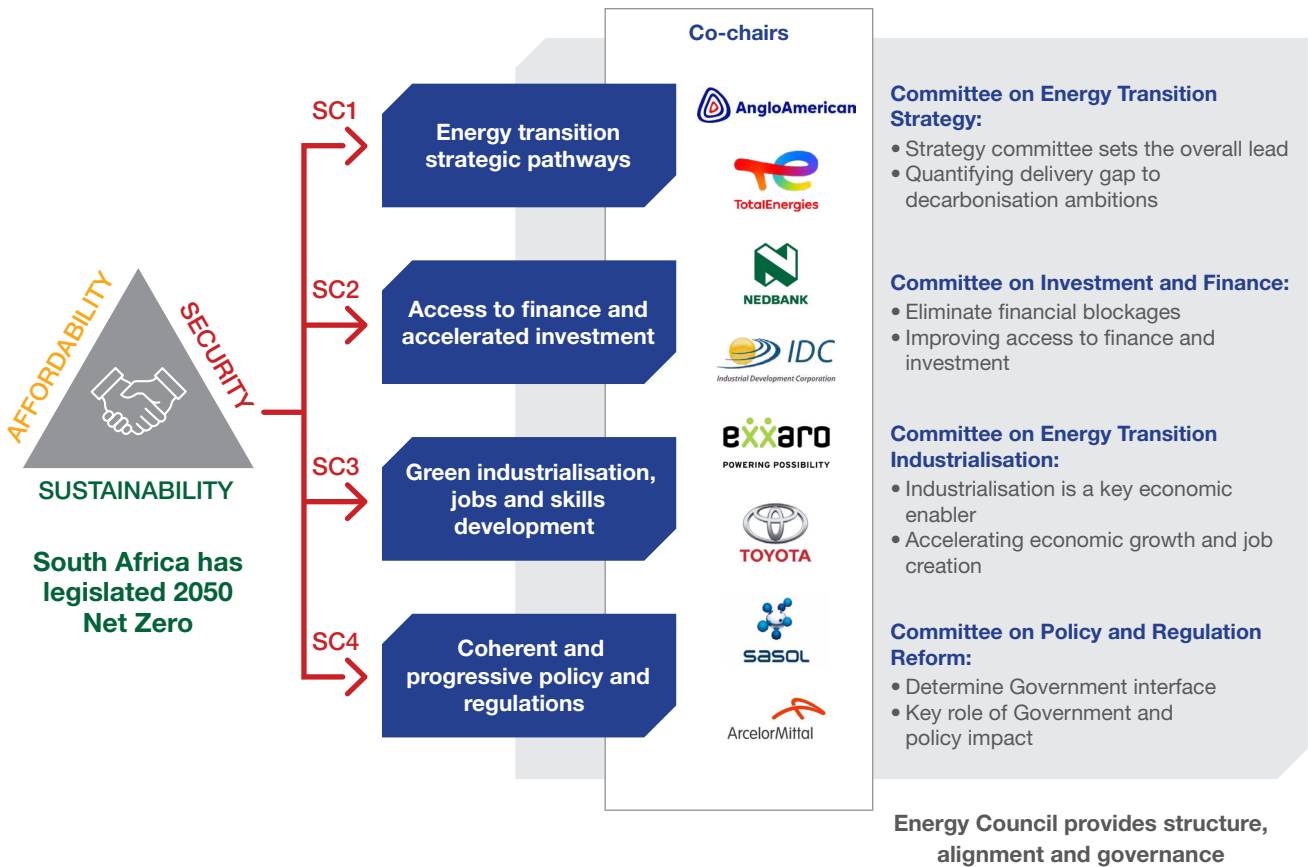 Co-chairs
SC1
Energy transition
strategic pathways
AngloAmerican
TotalEnergies
Committee on Energy Transition
Strategy:
• Strategy committee sets the overall lead
• Quantifying delivery gap to
decarbonisation ambitions
AFFORDABILITY
SECURITY
SUSTAINABILITY
South Africa has
legislated 2050
Net Zero
SC2
Access to finance and
accelerated investment
NEDBANK
IDC
Industrial Development Corporation
Committee on Investment and Finance:
• Eliminate financial blockages
• Improving access to finance and
investment
SC3
Green industrialisation,
jobs and skills
development
exxaro
POWERING POSSIBILITY
TOYOTA
Committee on Energy Transition
Industrialisation:
• Industrialisation is a key economic
enabler
• Accelerating economic growth and job
creation
SC4
Coherent and
progressive policy and
regulations
sasol
ArcelorMittal
Committee on Policy and Regulation
Reform:
• Determine Government interface
• Key role of Government and
policy impact
Energy Council provides structure,
alignment and governance